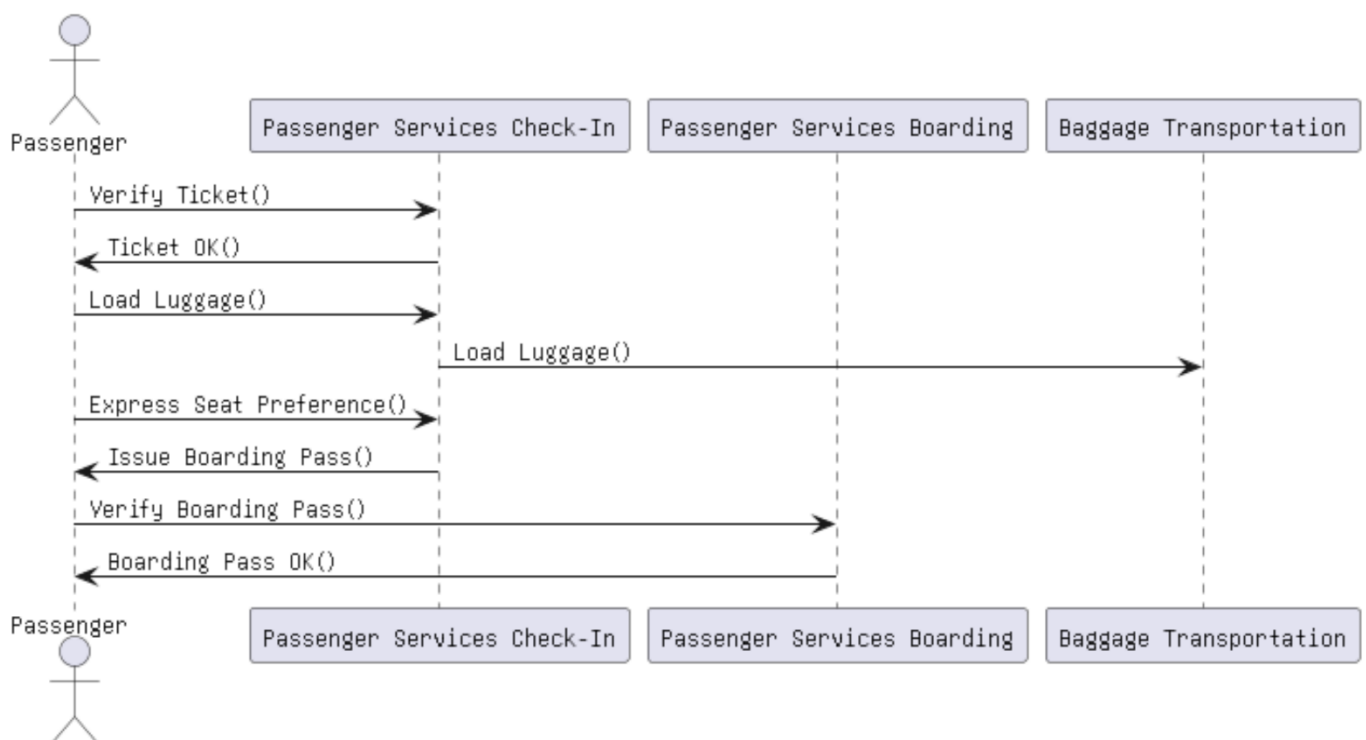 Passenger
Passenger Services Check-In
Passenger Services Boarding
Baggage Transportation
Verify Ticket()
Ticket OK()
Load Luggage()
Load Luggage()
Express Seat Preference()
Issue Boarding Pass()
Verify Boarding Pass()
Boarding Pass OK()
Passenger
Passenger Services Check-In
Passenger Services Boarding
Baggage Transportation